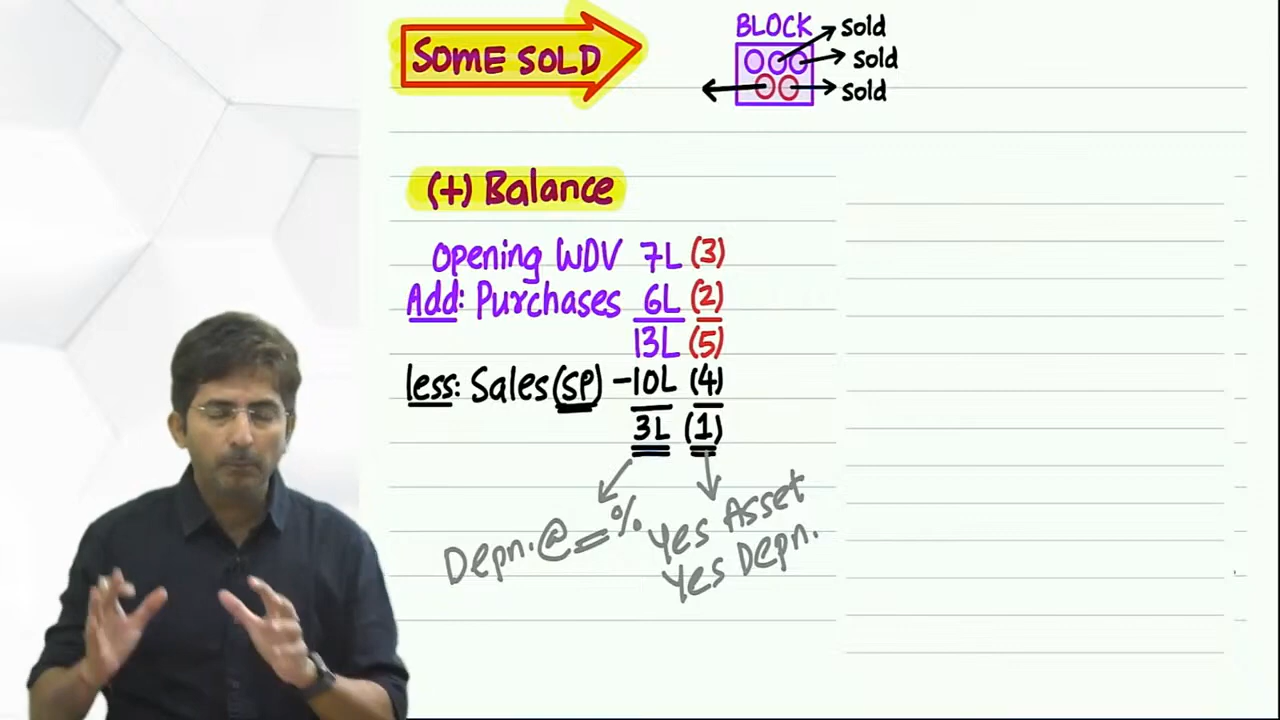 SOME SOLD
BLOCK
sold
sold
sold
(+) Balance
Opening WDV 7L (3)
Add: Purchases 6L (2)
13L (5)
less: Sales (SP) -10L (4)
3L (1)
Depn. @ = %
Yes Asset
Yes Depn.